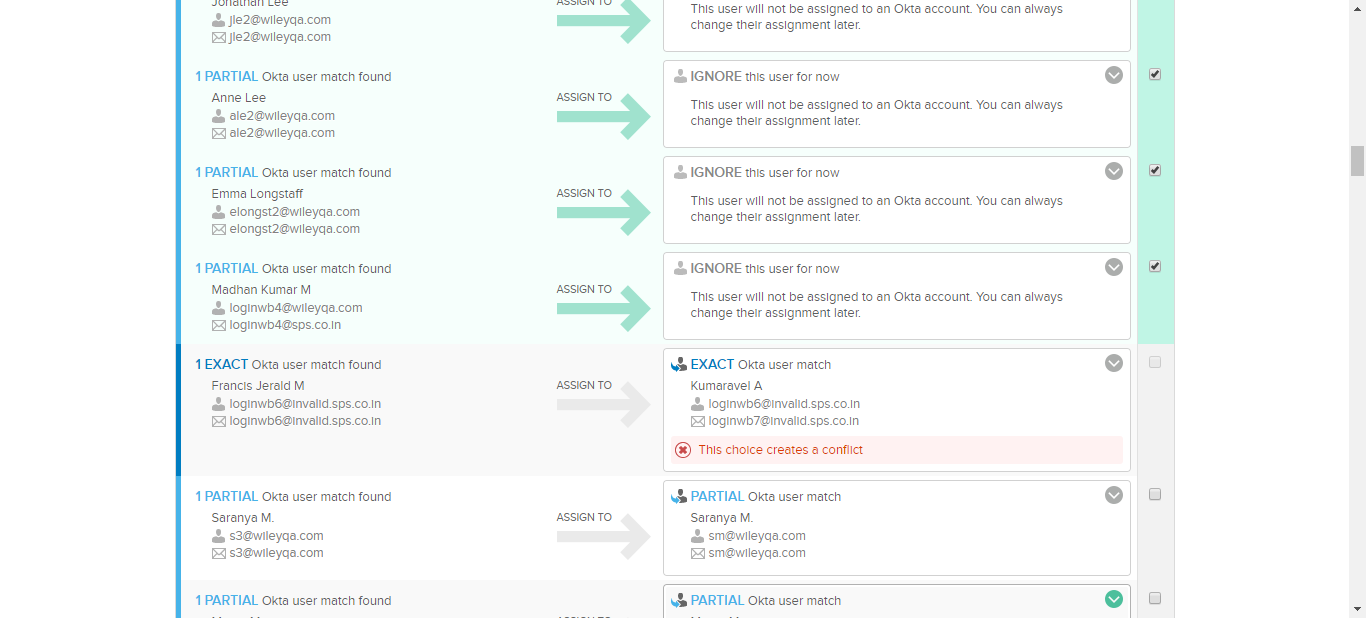 Jonathan Lee
jle2@wileyqa.com
jle2@wileyqa.com
ASSIGN TO
This user will not be assigned to an Okta account. You can always
change their assignment later.
1 PARTIAL Okta user match found
Anne Lee
ale2@wileyqa.com
ale2@wileyqa.com
ASSIGN TO
IGNORE this user for now
This user will not be assigned to an Okta account. You can always
change their assignment later.
1 PARTIAL Okta user match found
Emma Longstaff
elongst2@wileyqa.com
elongst2@wileyqa.com
ASSIGN TO
IGNORE this user for now
This user will not be assigned to an Okta account. You can always
change their assignment later.
1 PARTIAL Okta user match found
Madhan Kumar M
loginwb4@wileyqa.com
loginwb4@sps.co.in
ASSIGN TO
IGNORE this user for now
This user will not be assigned to an Okta account. You can always
change their assignment later.
1 EXACT Okta user match found
Francis Jerald M
loginwb6@invalid.sps.co.in
loginwb6@invalid.sps.co.in
ASSIGN TO
EXACT Okta user match
Kumaravel A
loginwb6@invalid.sps.co.in
loginwb7@invalid.sps.co.in
This choice creates a conflict
1 PARTIAL Okta user match found
Saranya M.
s3@wileyqa.com
s3@wileyqa.com
ASSIGN TO
PARTIAL Okta user match
Saranya M.
sm@wileyqa.com
sm@wileyqa.com
1 PARTIAL Okta user match found
PARTIAL Okta user match